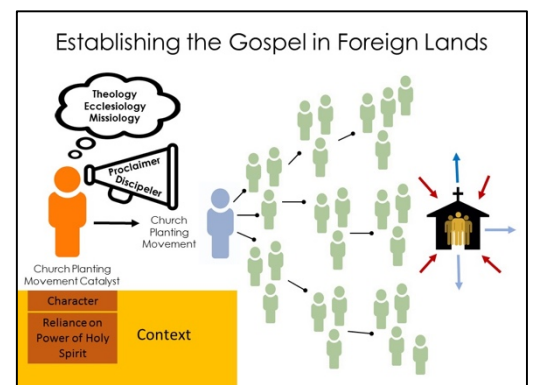 Establishing the Gospel in Foreign Lands
Theology
Ecclesiology
Missiology
Proclaimer
Discipeler
Church
Planting
Movement
Church Planting
Movement Catalyst
Character
Reliance on
Power of Holy
Spirit
Context